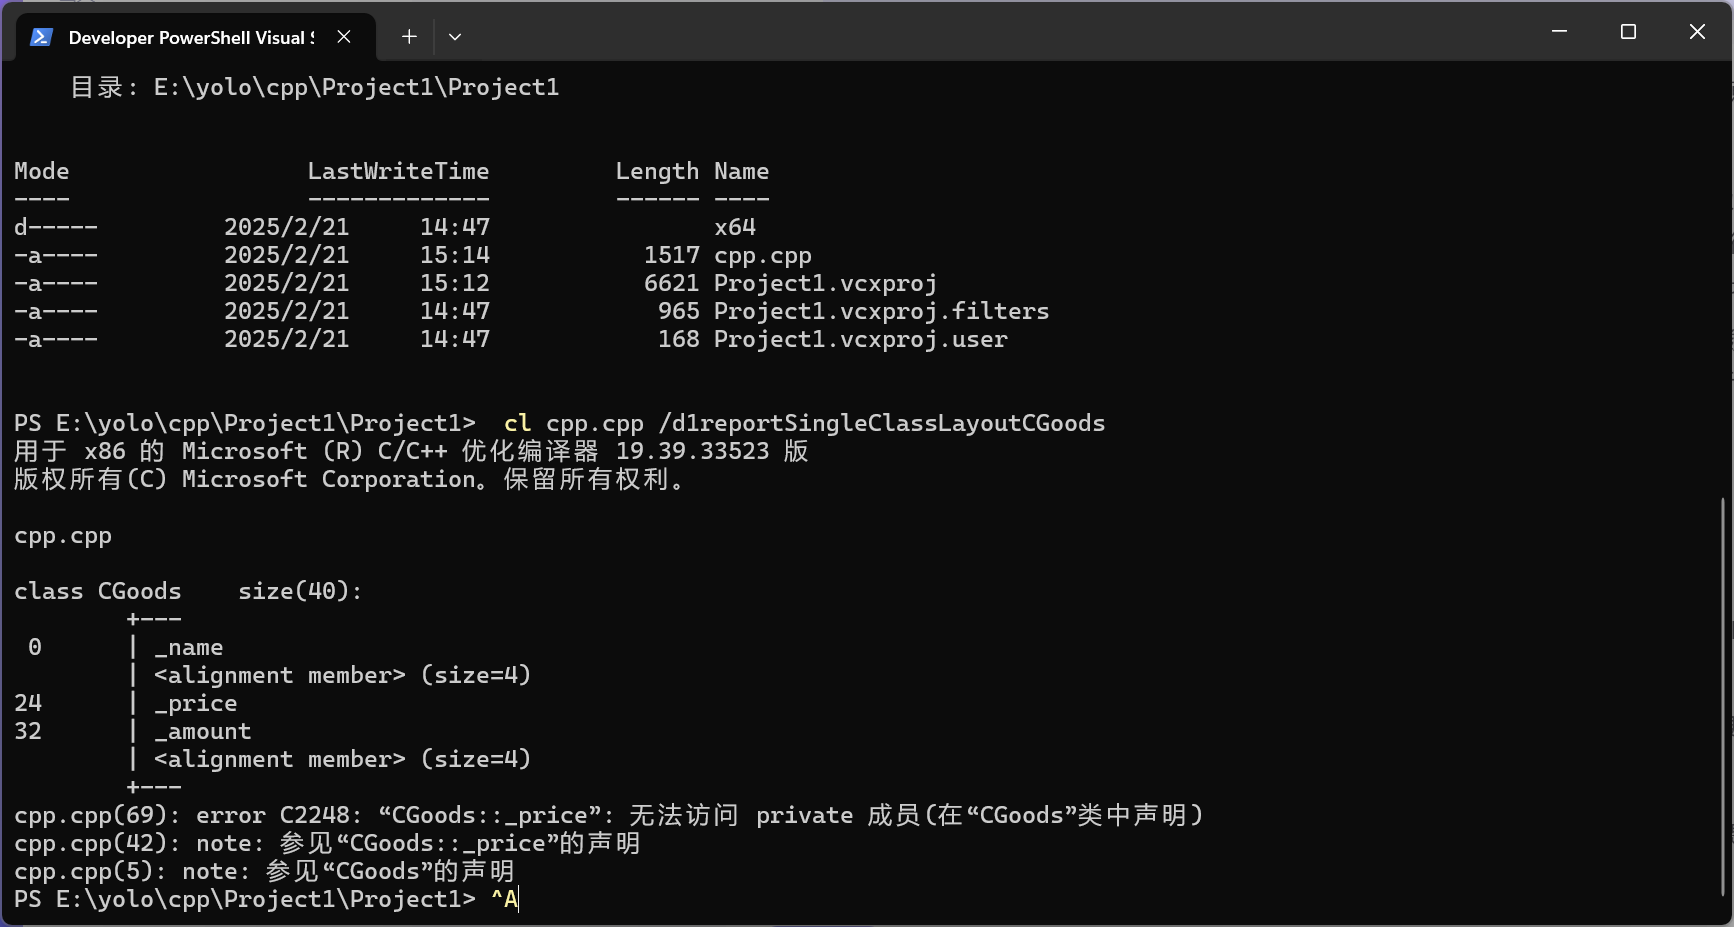 Developer PowerShell Visual S
目录: E:\yolo\cpp\Project1\Project1
Mode                 LastWriteTime         Length Name
----                 -------------         ------ ----
d-----         2025/2/21     14:47                x64
-a----         2025/2/21     15:14           1517 cpp.cpp
-a----         2025/2/21     15:12           6621 Project1.vcxproj
-a----         2025/2/21     14:47            965 Project1.vcxproj.filters
-a----         2025/2/21     14:47            168 Project1.vcxproj.user
PS E:\yolo\cpp\Project1\Project1>  cl cpp.cpp /d1reportSingleClassLayoutCGoods
用于 x86 的 Microsoft (R) C/C++ 优化编译器 19.39.33523 版
版权所有(C) Microsoft Corporation。保留所有权利。
cpp.cpp
class CGoods    size(40):
        +---
 0      | _name
        | <alignment member> (size=4)
24      | _price
32      | _amount
        | <alignment member> (size=4)
        +---
cpp.cpp(69): error C2248: “CGoods::_price”: 无法访问 private 成员(在“CGoods”类中声明)
cpp.cpp(42): note: 参见“CGoods::_price”的声明
cpp.cpp(5): note: 参见“CGoods”的声明
PS E:\yolo\cpp\Project1\Project1> ^A